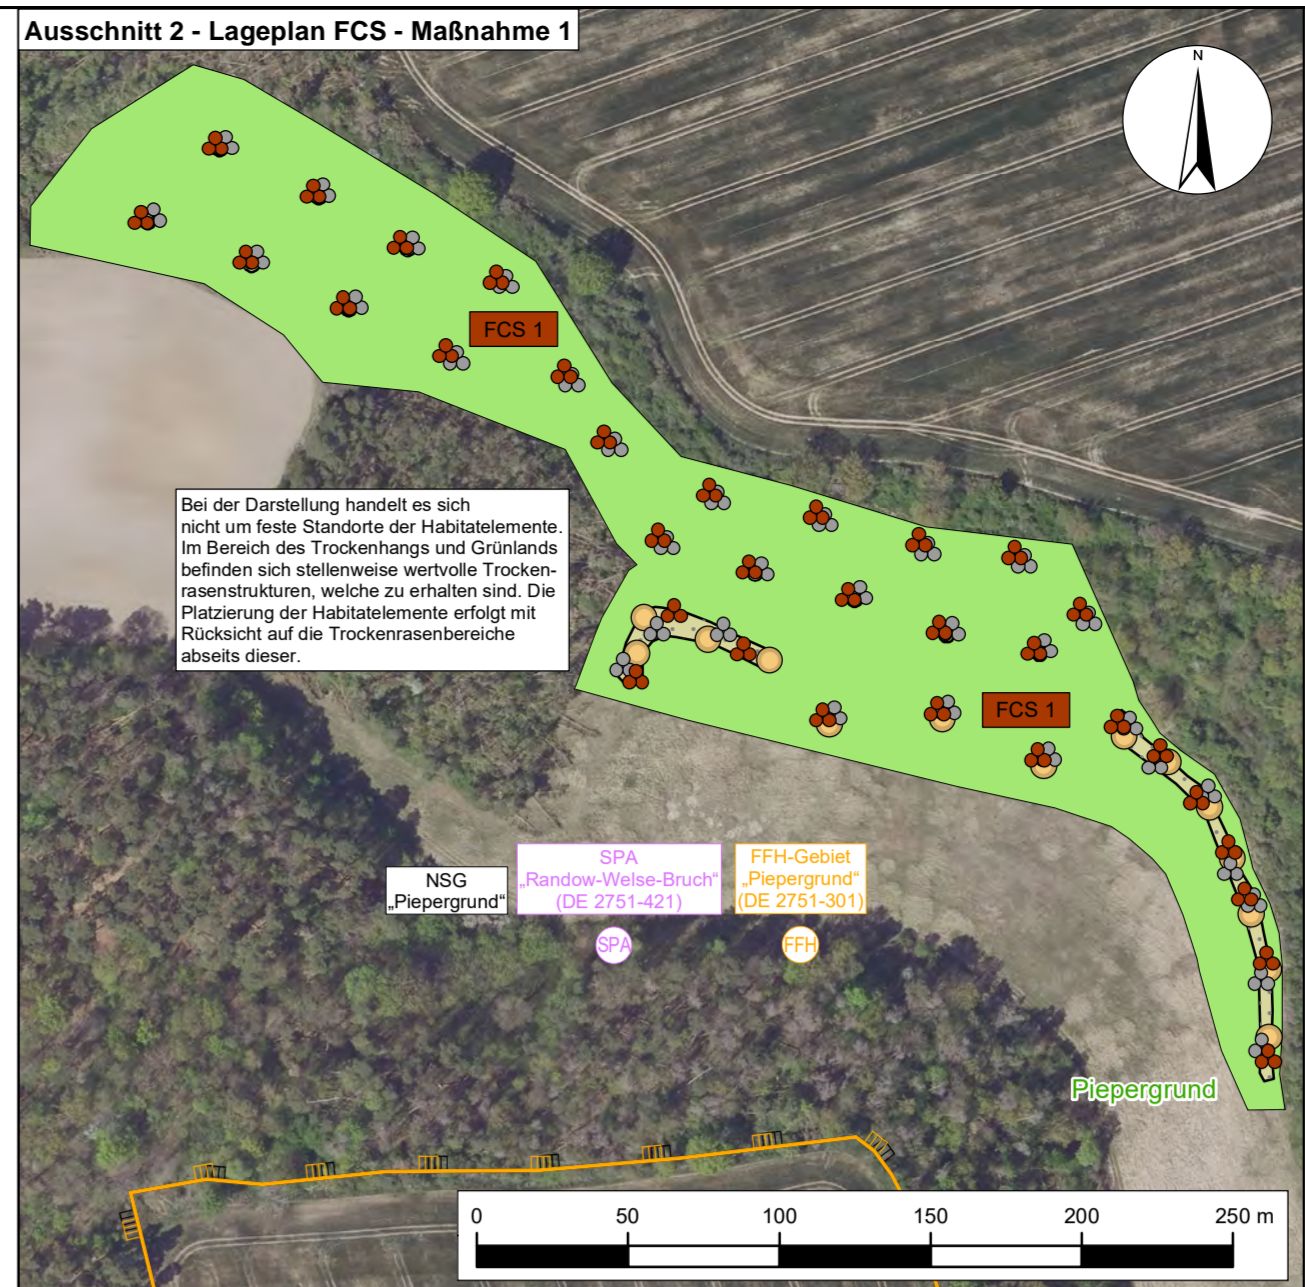 Ausschnitt 2 - Lageplan FCS - Maßnahme 1
N
FCS 1
Bei der Darstellung handelt es sich
nicht um feste Standorte der Habitatelemente.
Im Bereich des Trockenhangs und Grünlands
befinden sich stellenweise wertvolle Trocken-
rasenstrukturen, welche zu erhalten sind. Die
Platzierung der Habitatelemente erfolgt mit
Rücksicht auf die Trockenrasenbereiche
abseits dieser.
FCS 1
NSG
„Piepergrund“
SPA
„Randow-Welse-Bruch“
(DE 2751-421)
FFH-Gebiet
„Piepergrund“
(DE 2751-301)
SPA
FFH
Piepergrund
0 50 100 150 200 250 m